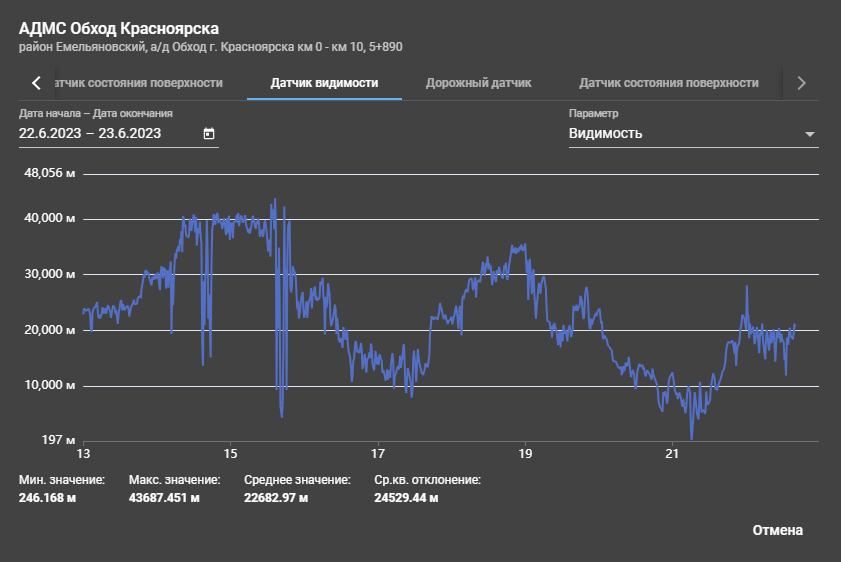 АДМС Обход Красноярска
район Емельяновский, а/д Обход г. Красноярска км 0 - км 10, 5+890
атчик состояния поверхности Датчик видимости Дорожный датчик Датчик состояния поверхности
Дата начала – Дата окончания Параметр
22.6.2023 – 23.6.2023 Видимость
48,056 м
40,000 м
30,000 м
20,000 м
10,000 м
197 м
13 15 17 19 21
Мин. значение: Макс. значение: Среднее значение: Ср.кв. отклонение:
246.168 м 43687.451 м 22682.97 м 24529.44 м
Отмена